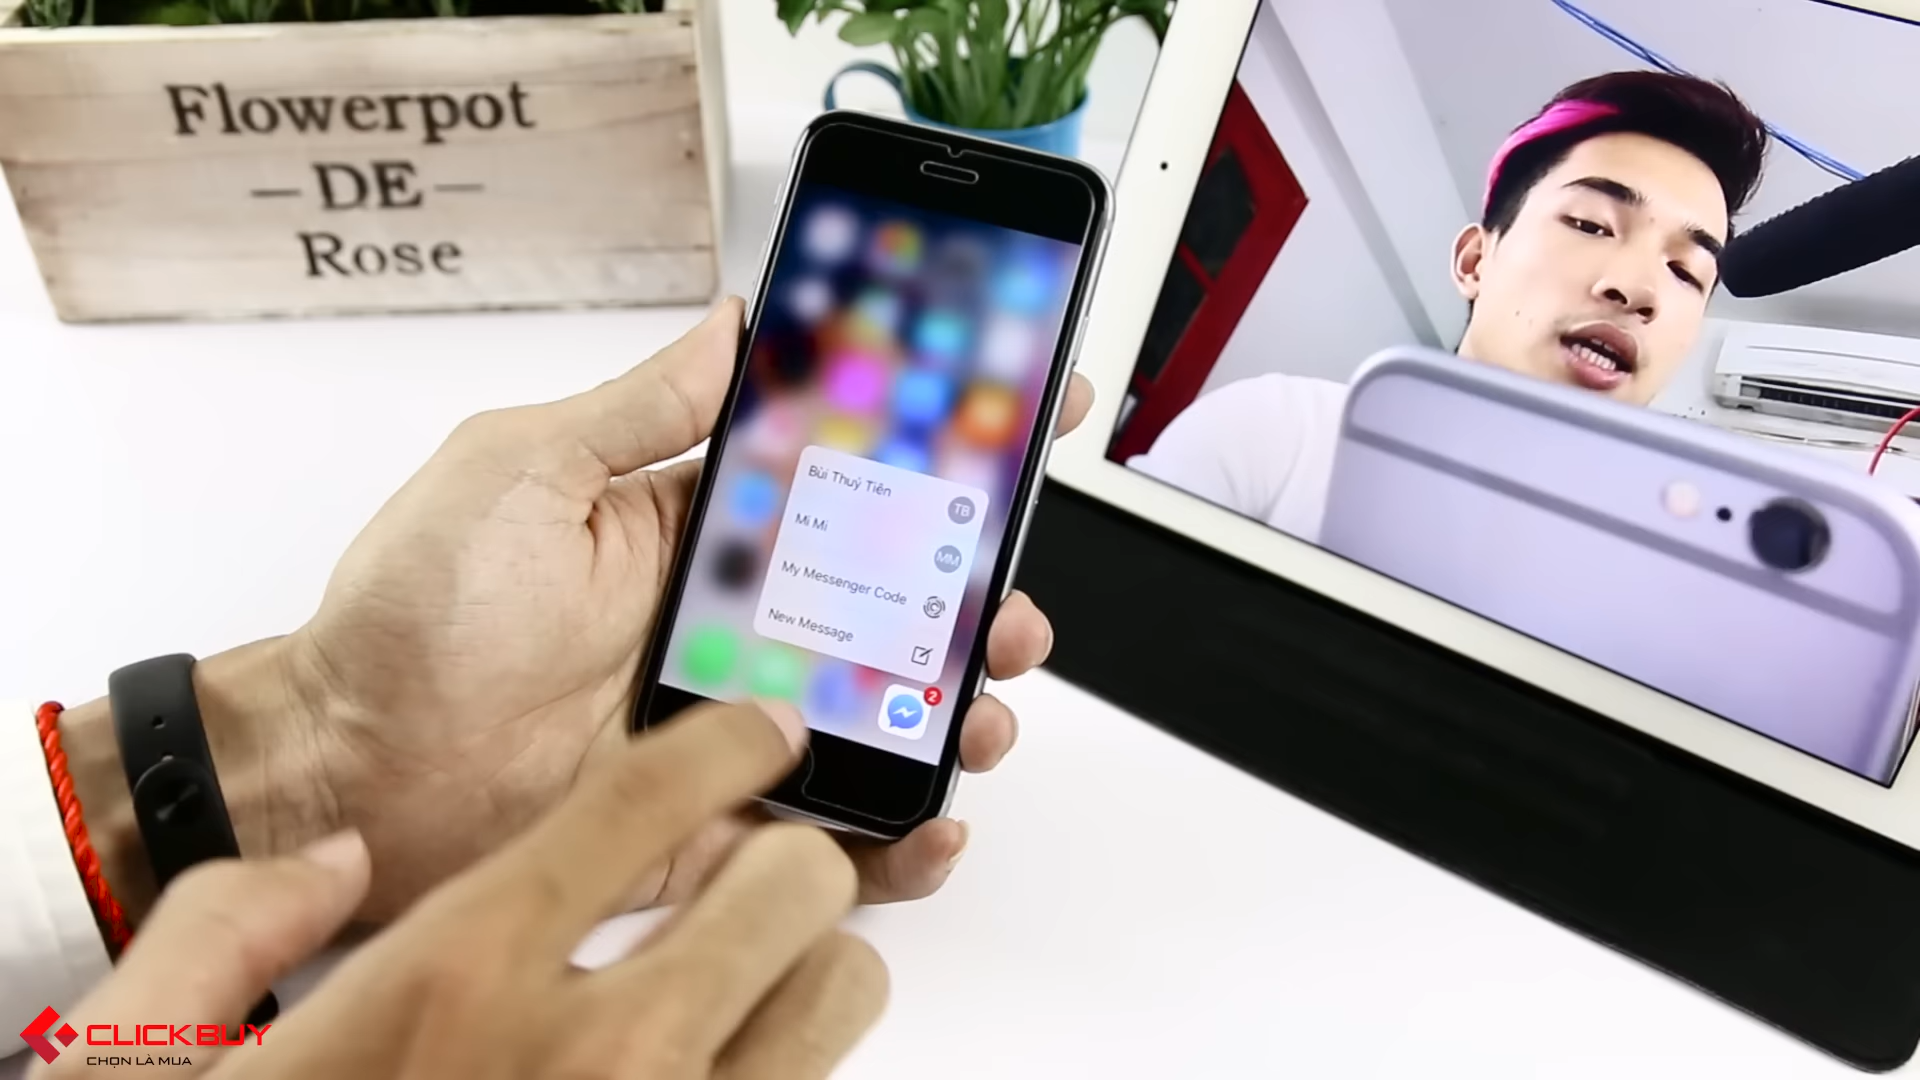 Flowerpot
– DE –
Rose
Bùi Thuỷ Tiên
TB
Mi Mi
MM
My Messenger Code
New Message
2
CLICKBUY
CHỌN LÀ MUA